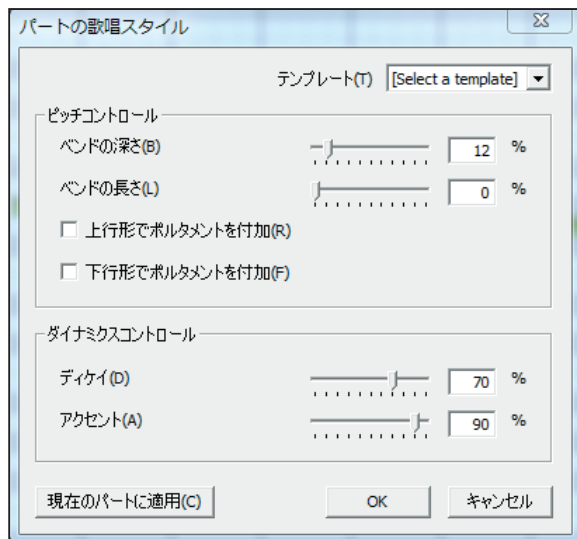 パートの歌唱スタイル
テンプレート(T) [Select a template]
ピッチコントロール
ベンドの深さ(B) 12 %
ベンドの長さ(L) 0 %
上行形でポルタメントを付加(R)
下行形でポルタメントを付加(F)
ダイナミクスコントロール
ディケイ(D) 70 %
アクセント(A) 90 %
現在のパートに適用(C) OK キャンセル